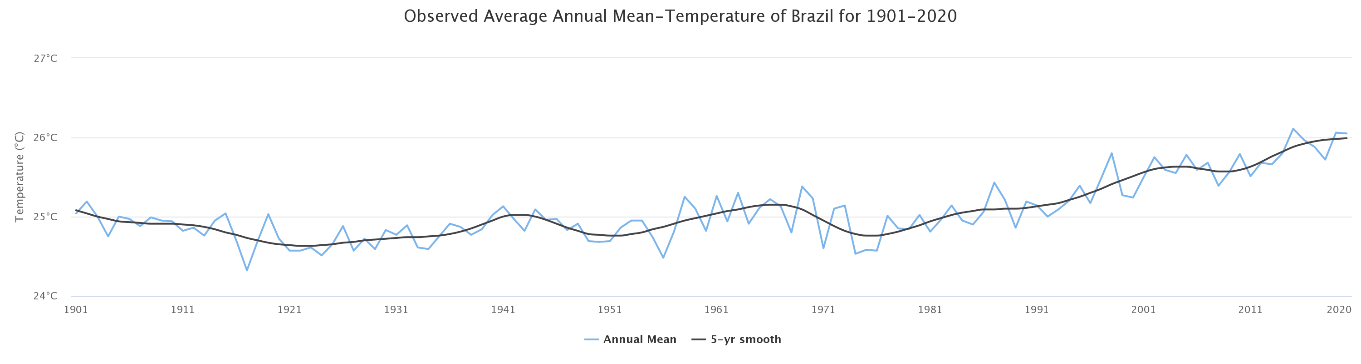 Observed Average Annual Mean-Temperature of Brazil for 1901-2020
27°C
26°C
25°C
24°C
Temperature (°C)
1901 1911 1921 1931 1941 1951 1961 1971 1981 1991 2001 2011 2020
Annual Mean 5-yr smooth